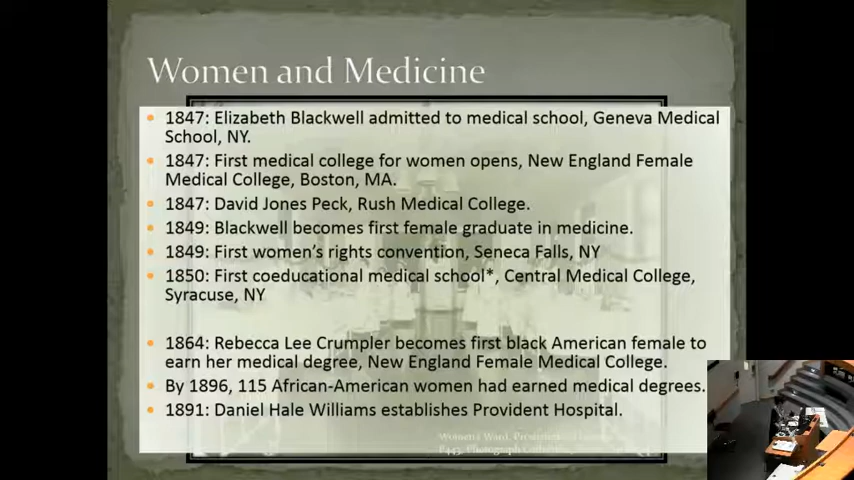 Women and Medicine
1847: Elizabeth Blackwell admitted to medical school, Geneva Medical
School, NY.
1847: First medical college for women opens, New England Female
Medical College, Boston, MA.
1847: David Jones Peck, Rush Medical College.
1849: Blackwell becomes first female graduate in medicine.
1849: First women's rights convention, Seneca Falls, NY
1850: First coeducational medical school*, Central Medical College,
Syracuse, NY
1864: Rebecca Lee Crumpler becomes first black American female to
earn her medical degree, New England Female Medical College.
By 1896, 115 African-American women had earned medical degrees.
1891: Daniel Hale Williams establishes Provident Hospital.
Women's Ward,
Photograph